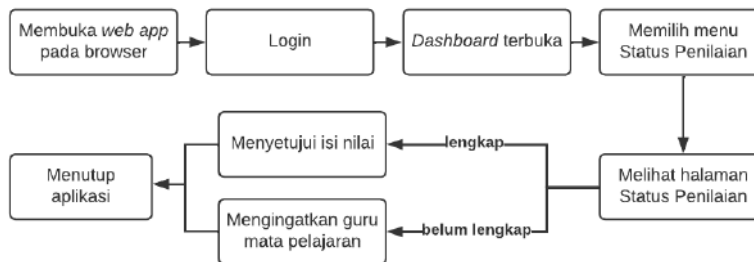 Membuka web app
pada browser
Login
Dashboard terbuka
Memilih menu
Status Penilaian
Melihat halaman
Status Penilaian
lengkap
Menyetujui isi nilai
belum lengkap
Mengingatkan guru
mata pelajaran
Menutup
aplikasi